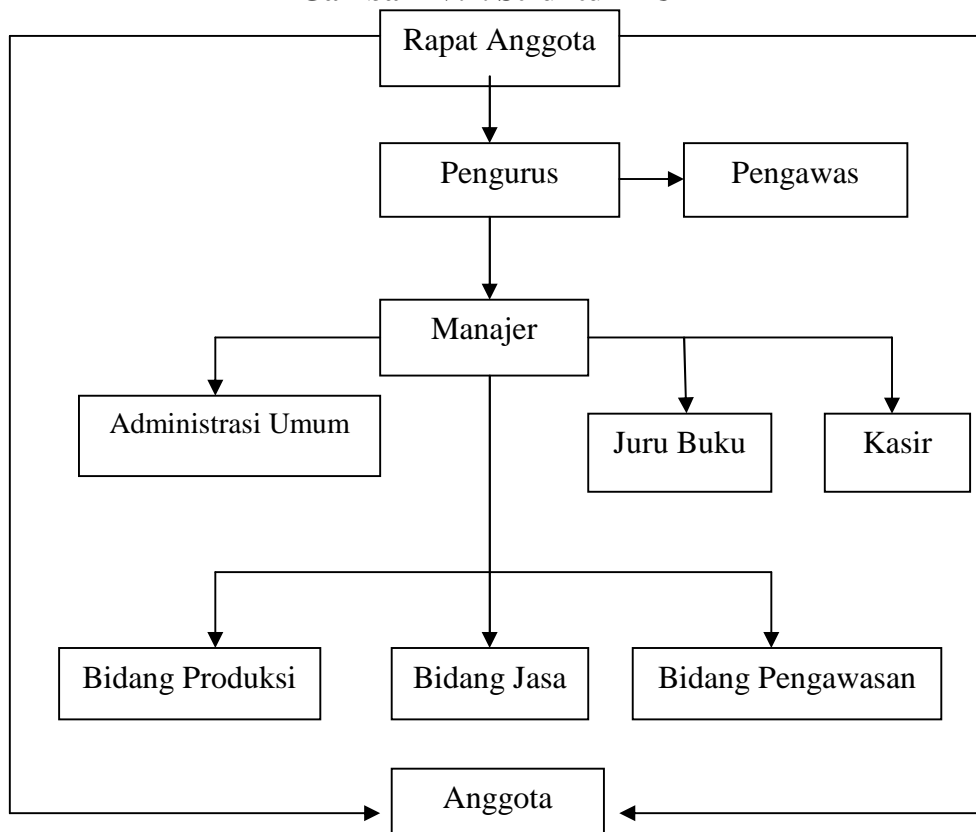 Rapat Anggota
Pengurus
Pengawas
Manajer
Administrasi Umum
Juru Buku
Kasir
Bidang Produksi
Bidang Jasa
Bidang Pengawasan
Anggota